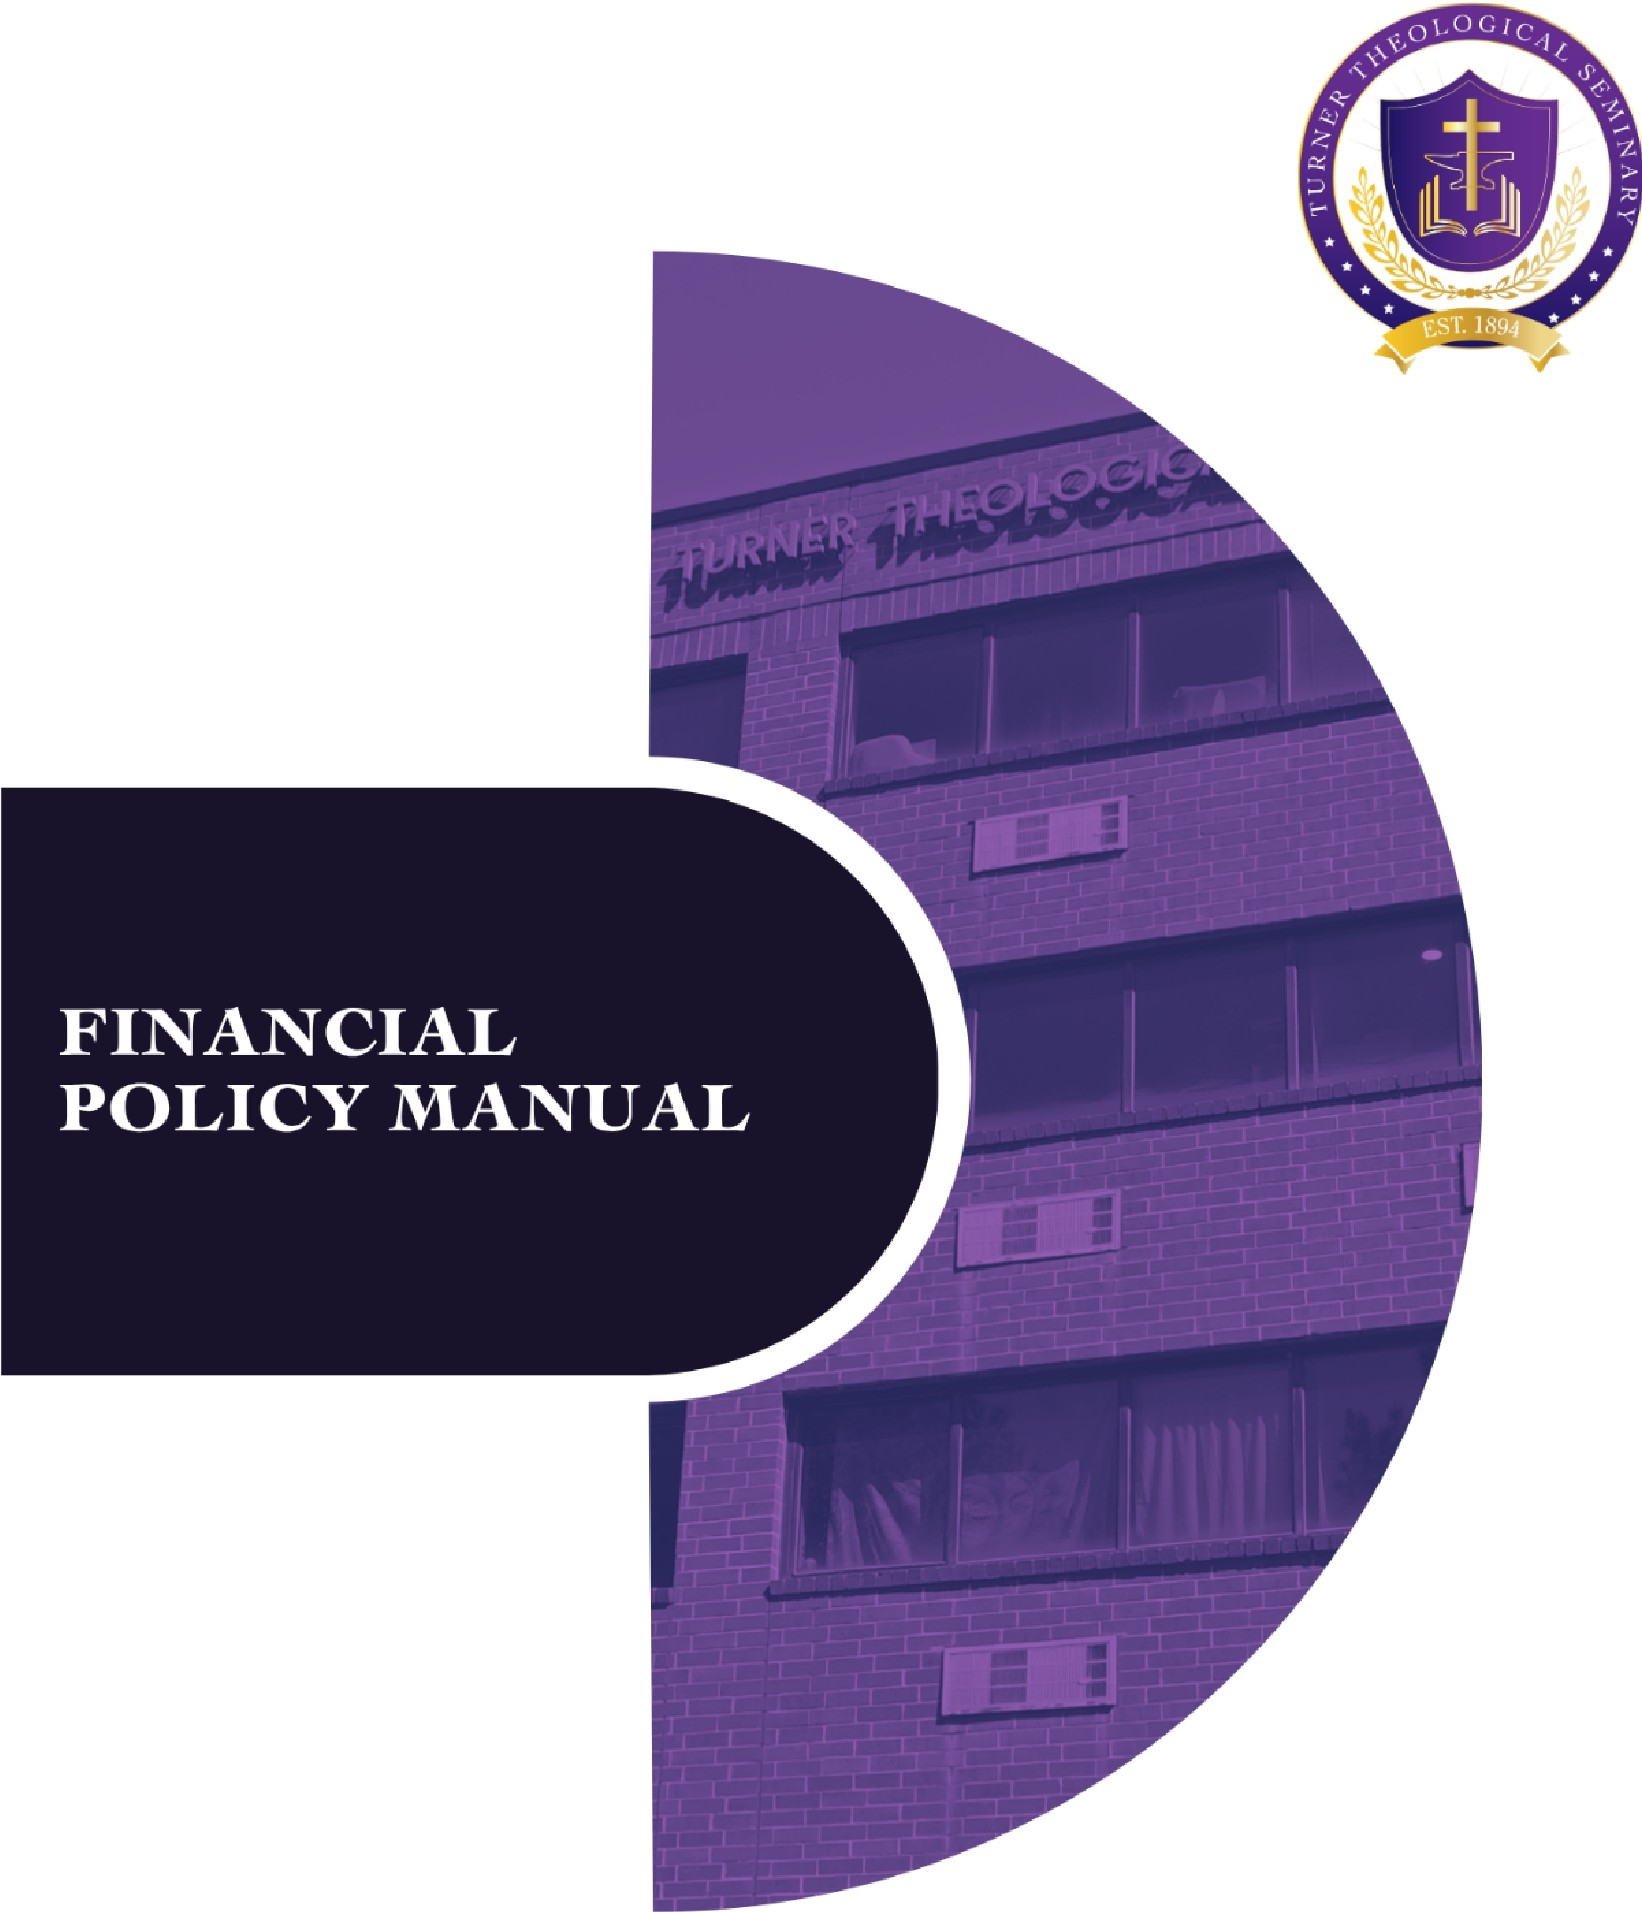 TURNER THEOLOGICAL SEMINARY
EST. 1894
TURNER THEOLOGICA
FINANCIAL
POLICY MANUAL